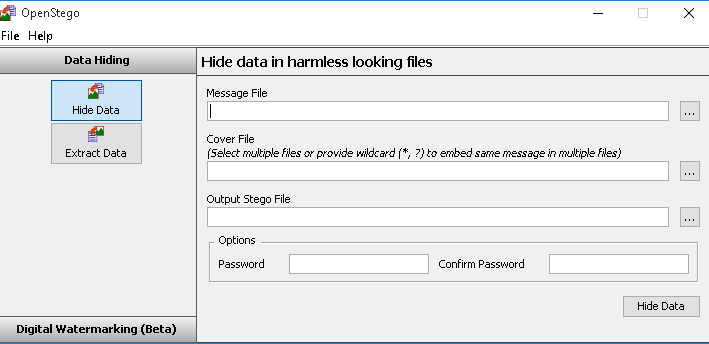 OpenStego
File Help
Data Hiding
Hide Data
Extract Data
Digital Watermarking (Beta)
Hide data in harmless looking files
Message File
...
Cover File
(Select multiple files or provide wildcard (*, ?) to embed same message in multiple files)
...
Output Stego File
...
Options
Password Confirm Password
Hide Data